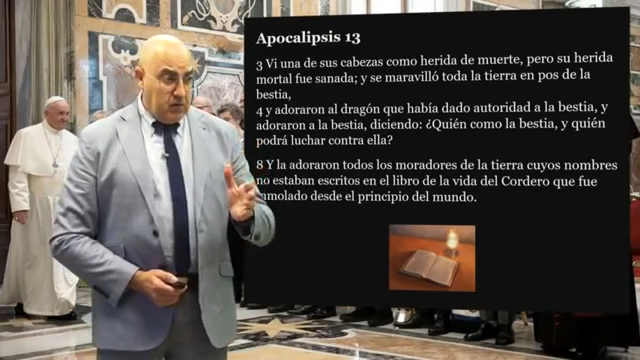 Apocalipsis 13
3 Vi una de sus cabezas como herida de muerte, pero su herida
mortal fue sanada; y se maravilló toda la tierra en pos de la
bestia,
4 y adoraron al dragón que había dado autoridad a la bestia, y
adoraron a la bestia, diciendo: ¿Quién como la bestia, y quién
podrá luchar contra ella?
8 Y la adoraron todos los moradores de la tierra cuyos nombres
no estaban escritos en el libro de la vida del Cordero que fue
inmolado desde el principio del mundo.